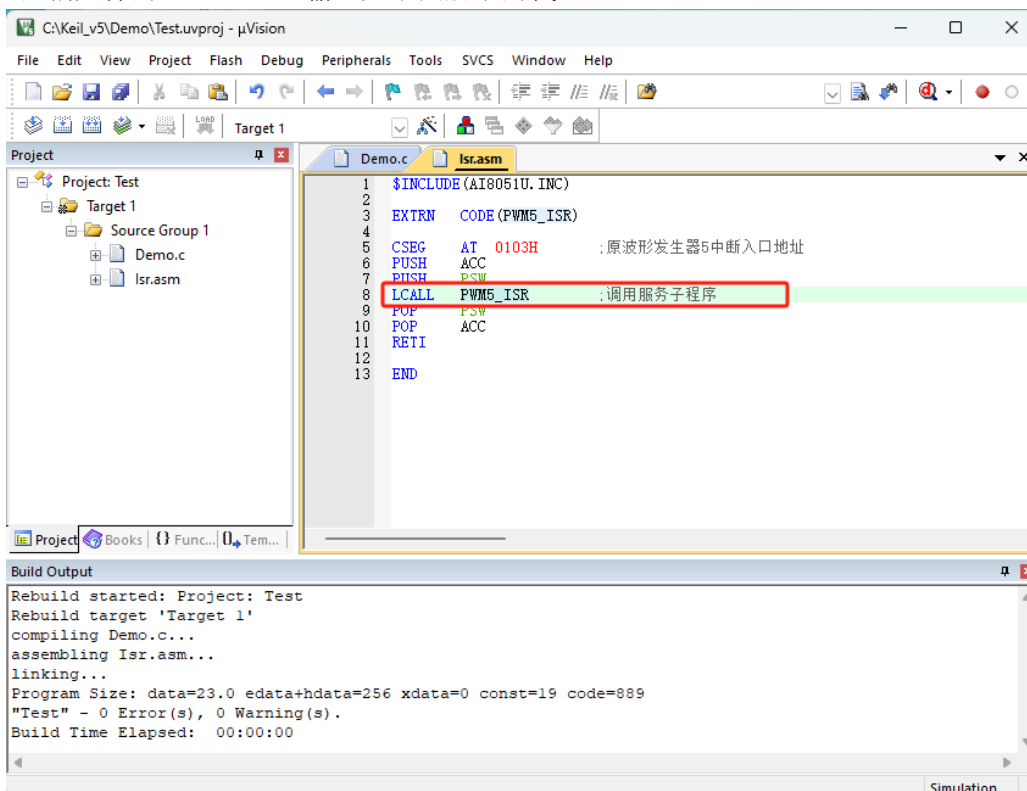 C:\Keil_v5\Demo\Test.uvproj - µVision
File Edit View Project Flash Debug Peripherals Tools SVCS Window Help
LOAD Target 1
Project
Project: Test
Target 1
Source Group 1
Demo.c
Isr.asm
Demo.c Isr.asm
1 $INCLUDE(AI8051U.INC)
2
3 EXTRN CODE(PWM5_ISR)
4
5 CSEG AT 0103H ;原波形发生器5中断入口地址
6 PUSH ACC
7 PUSH PSW
8 LCALL PWM5_ISR ;调用服务子程序
9 POP PSW
10 POP ACC
11 RETI
12
13 END
Project Books {} Func... Tem...
Build Output
Rebuild started: Project: Test
Rebuild target 'Target 1'
compiling Demo.c...
assembling Isr.asm...
linking...
Program Size: data=23.0 edata+hdata=256 xdata=0 const=19 code=889
"Test" - 0 Error(s), 0 Warning(s).
Build Time Elapsed: 00:00:00
Simulation